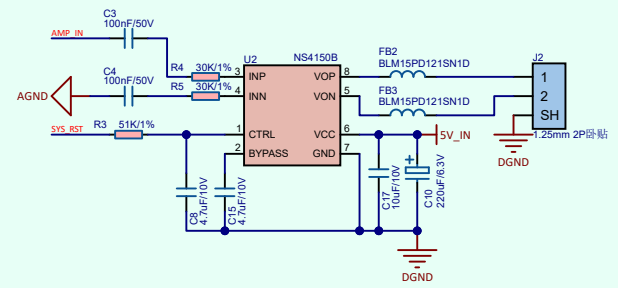 C3
100nF/50V
AMP_IN
R4 30K/1%
U2 NS4150B
C4
100nF/50V
R5 30K/1%
AGND
3 INP VOP 8
4 INN VON 5
1 CTRL VCC 6
2 BYPASS GND 7
FB2
BLM15PD121SN1D
FB3
BLM15PD121SN1D
J2
1
2
SH
1.25mm 2P卧贴
DGND
SYS_RST
R3 51K/1%
5V_IN
C8
4.7uF/10V
C15
4.7uF/10V
C17
10uF/10V
+
C10
220uF/6.3V
DGND